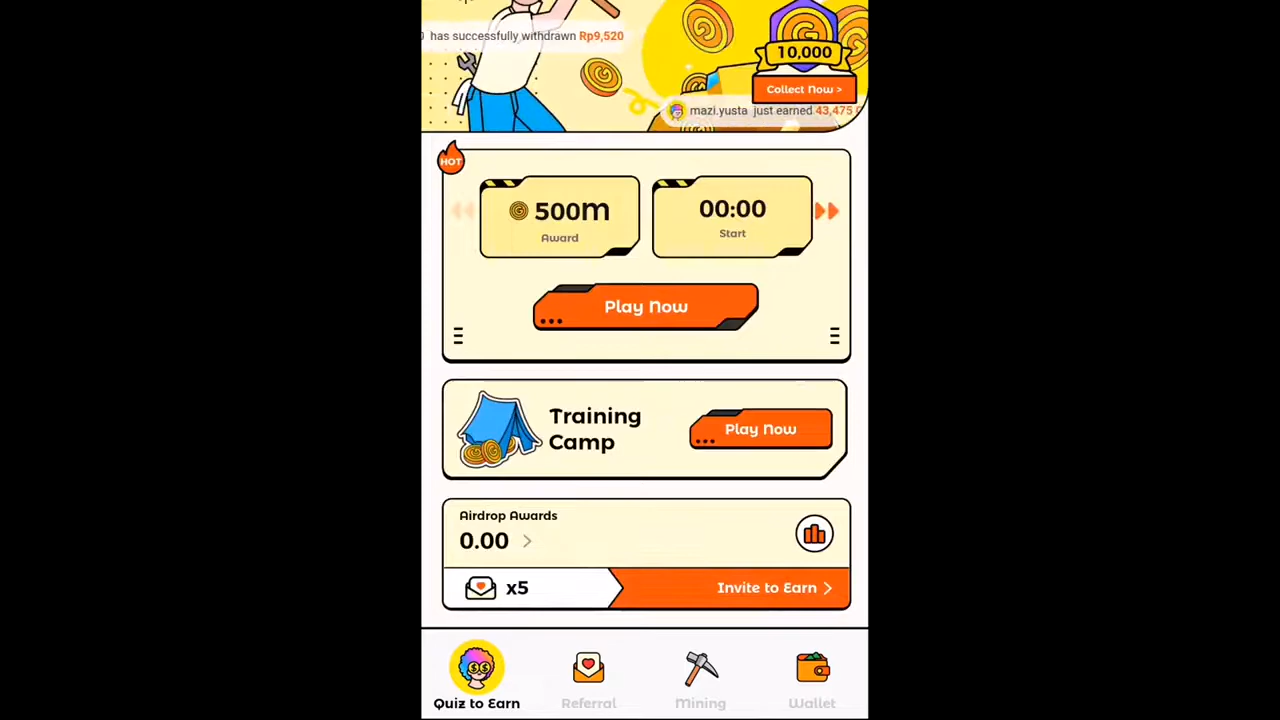 has successfully withdrawn Rp9,520
10,000
Collect Now >
mazi.yusta just earned 43,475
HOT
500m
Award
00:00
Start
Play Now
Training
Camp
Play Now
Airdrop Awards
0.00 >
x5
Invite to Earn >
Quiz to Earn
Referral
Mining
Wallet